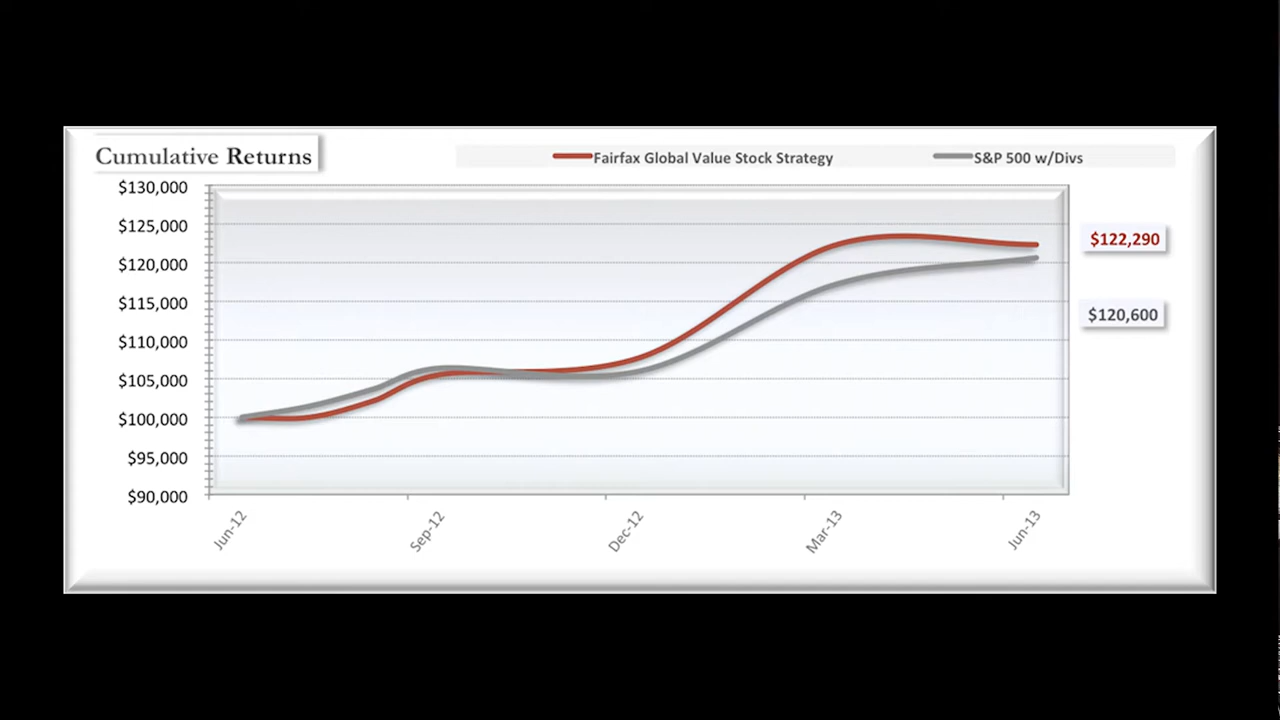 Cumulative Returns
Fairfax Global Value Stock Strategy
S&P 500 w/Divs
$130,000
$125,000
$120,000
$115,000
$110,000
$105,000
$100,000
$95,000
$90,000
$122,290
$120,600
Jun-12
Sep-12
Dec-12
Mar-13
Jun-13